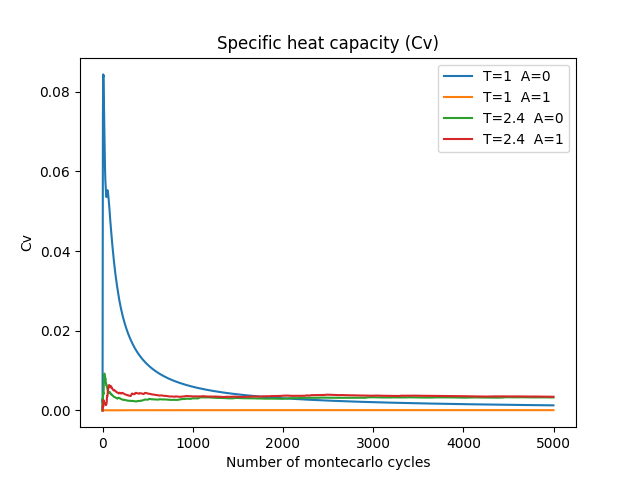 Specific heat capacity (Cv)
T=1  A=0
T=1  A=1
T=2.4  A=0
T=2.4  A=1
Cv
0.08
0.06
0.04
0.02
0.00
0
1000
2000
3000
4000
5000
Number of montecarlo cycles